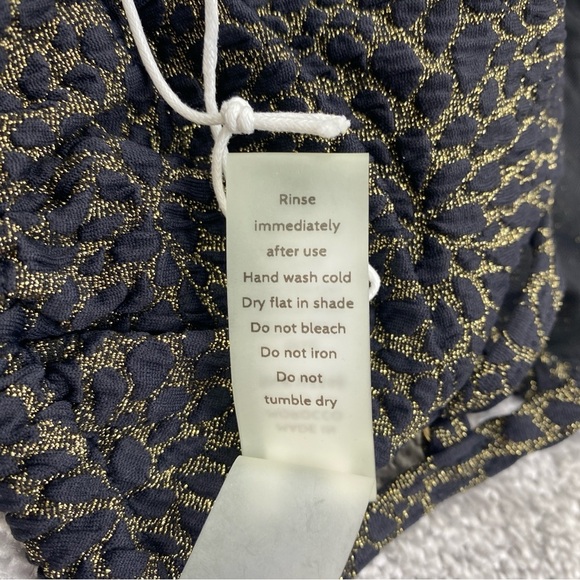 Rinse
immediately
after use
Hand wash cold
Dry flat in shade
Do not bleach
Do not iron
Do not
tumble dry